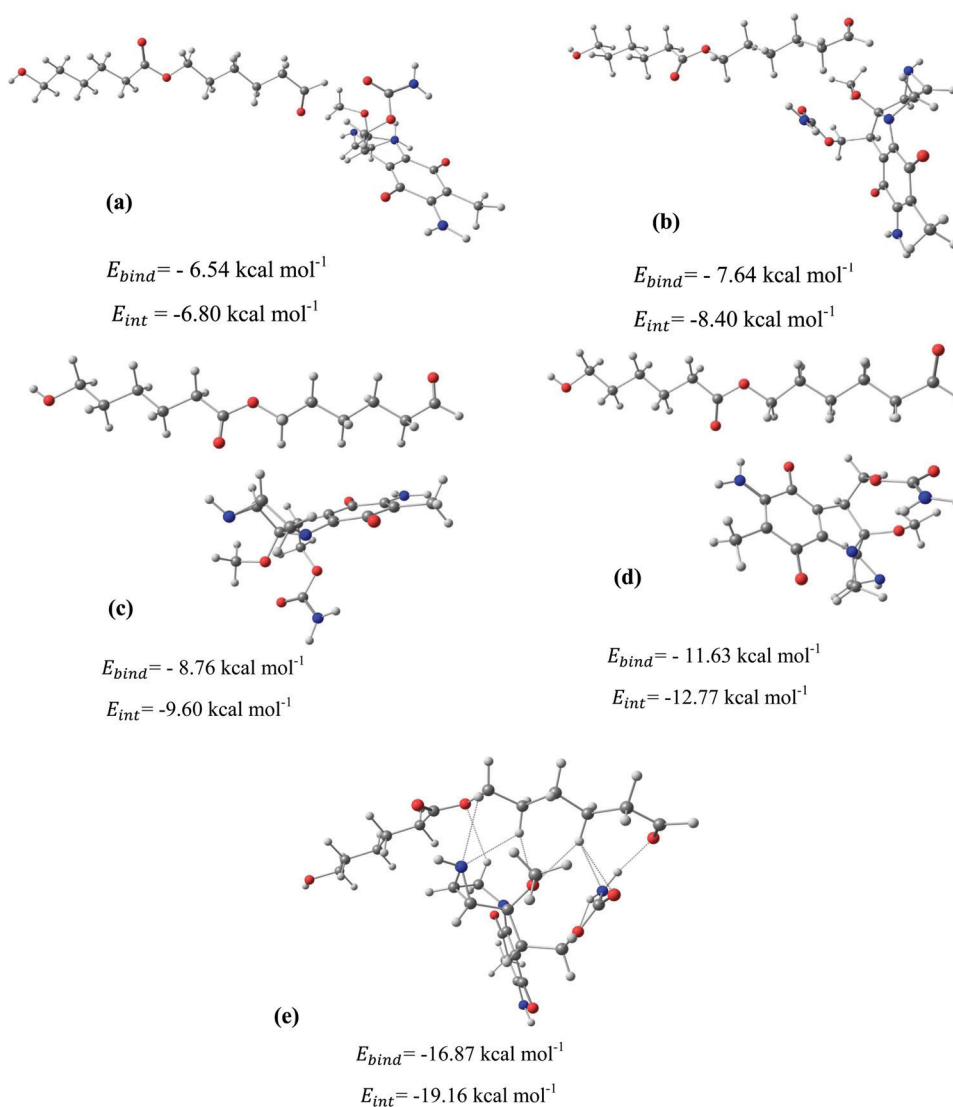 (a)
E_bind= - 6.54 kcal mol⁻¹
E_int = -6.80 kcal mol⁻¹
(b)
E_bind= - 7.64 kcal mol⁻¹
E_int= -8.40 kcal mol⁻¹
(c)
E_bind= - 8.76 kcal mol⁻¹
E_int= -9.60 kcal mol⁻¹
(d)
E_bind= - 11.63 kcal mol⁻¹
E_int= -12.77 kcal mol⁻¹
(e)
E_bind= -16.87 kcal mol⁻¹
E_int= -19.16 kcal mol⁻¹